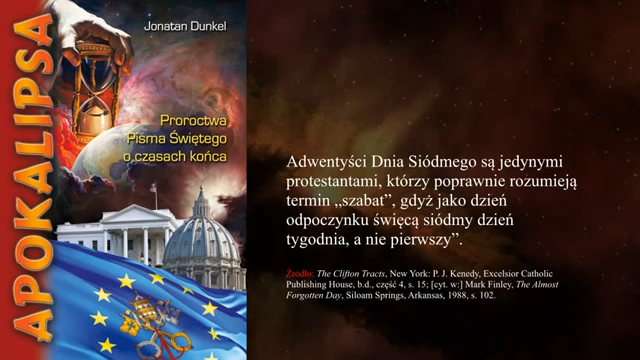 Jonatan Dunkel
APOKALIPSA
Proroctwa
Pisma Świętego
o czasach końca
Adwentyści Dnia Siódmego są jedynymi
protestantami, którzy poprawnie rozumieją
termin „szabat”, gdyż jako dzień
odpoczynku święcą siódmy dzień
tygodnia, a nie pierwszy”.
Źródło: The Clifton Tracts, New York: P. J. Kenedy, Excelsior Catholic
Publishing House, b.d., część 4, s. 15; [cyt. w:] Mark Finley, The Almost
Forgotten Day, Siloam Springs, Arkansas, 1988, s. 102.